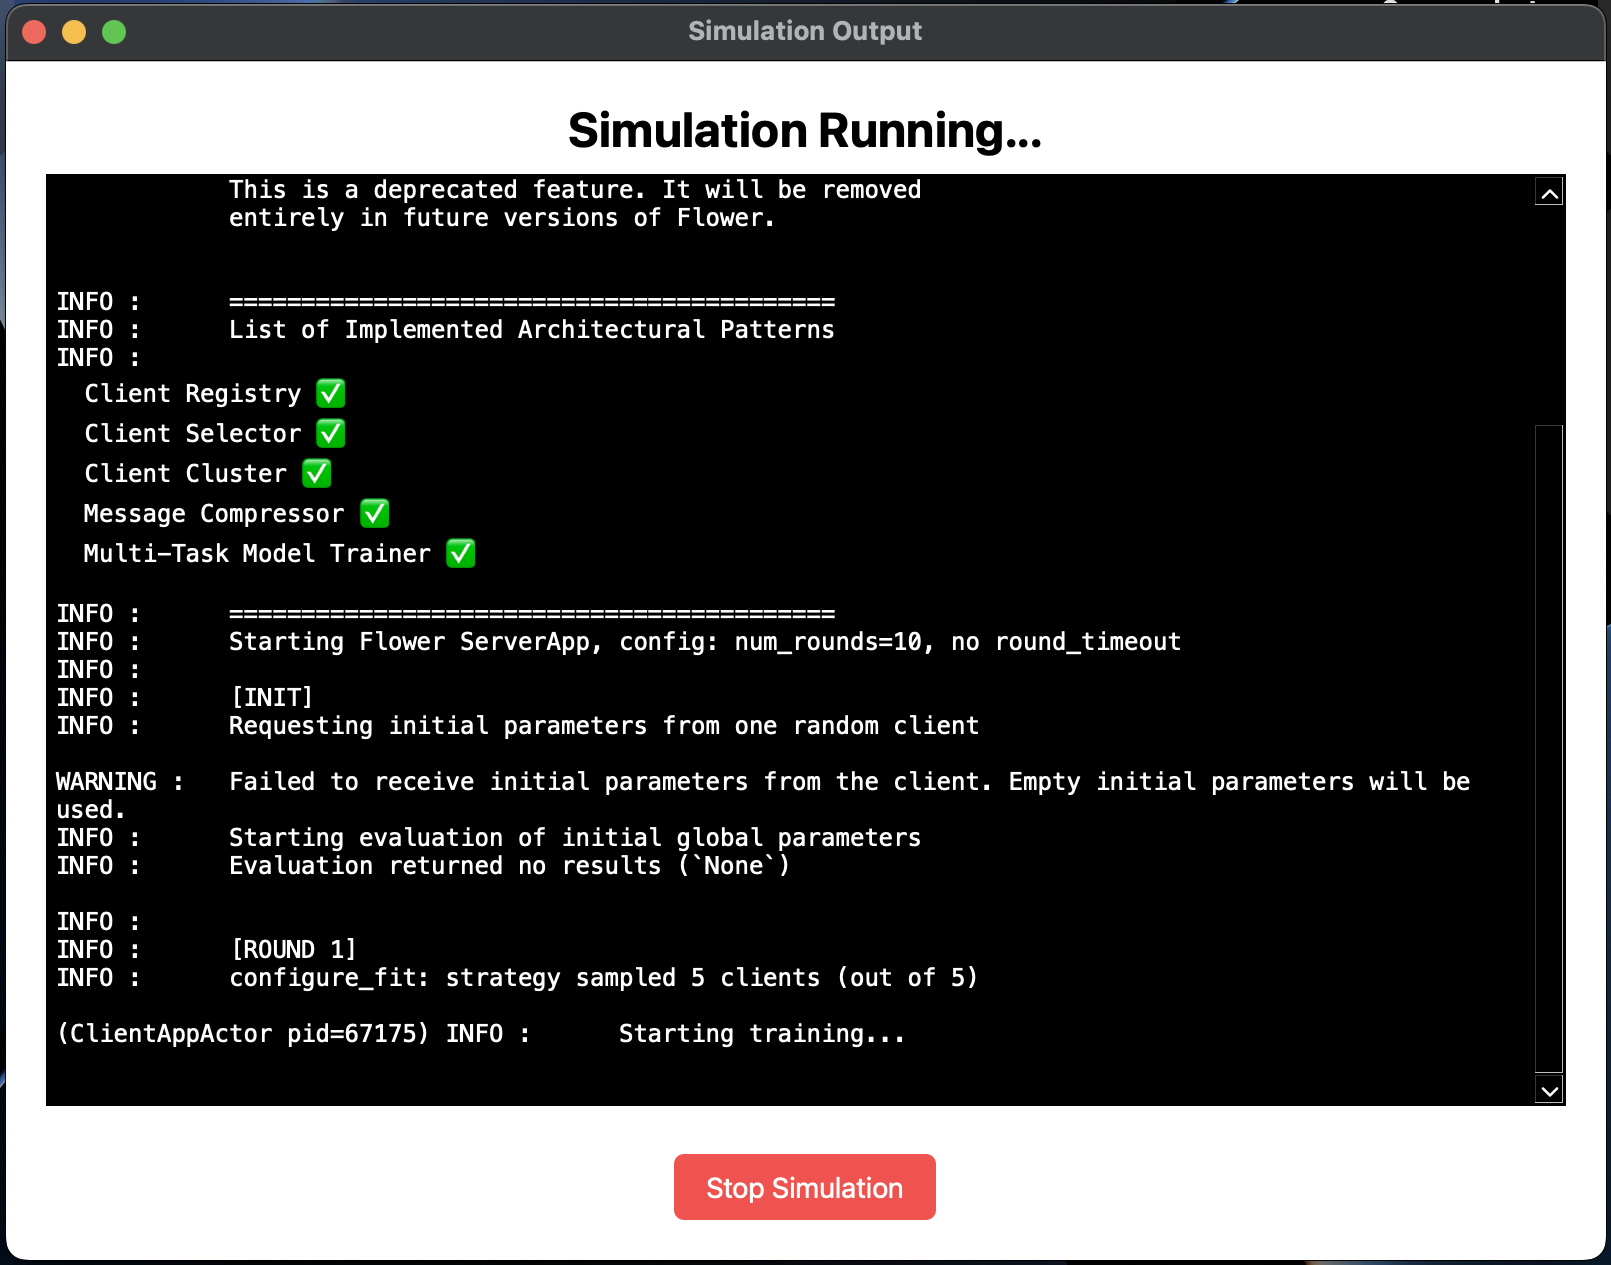 Simulation Output
Simulation Running...
This is a deprecated feature. It will be removed
entirely in future versions of Flower.
INFO :      ==========================================
INFO :      List of Implemented Architectural Patterns
INFO :
Client Registry ✅
Client Selector ✅
Client Cluster ✅
Message Compressor ✅
Multi-Task Model Trainer ✅
INFO :      ==========================================
INFO :      Starting Flower ServerApp, config: num_rounds=10, no round_timeout
INFO :
INFO :      [INIT]
INFO :      Requesting initial parameters from one random client
WARNING :   Failed to receive initial parameters from the client. Empty initial parameters will be
used.
INFO :      Starting evaluation of initial global parameters
INFO :      Evaluation returned no results (`None`)
INFO :
INFO :      [ROUND 1]
INFO :      configure_fit: strategy sampled 5 clients (out of 5)
(ClientAppActor pid=67175) INFO :      Starting training...
Stop Simulation